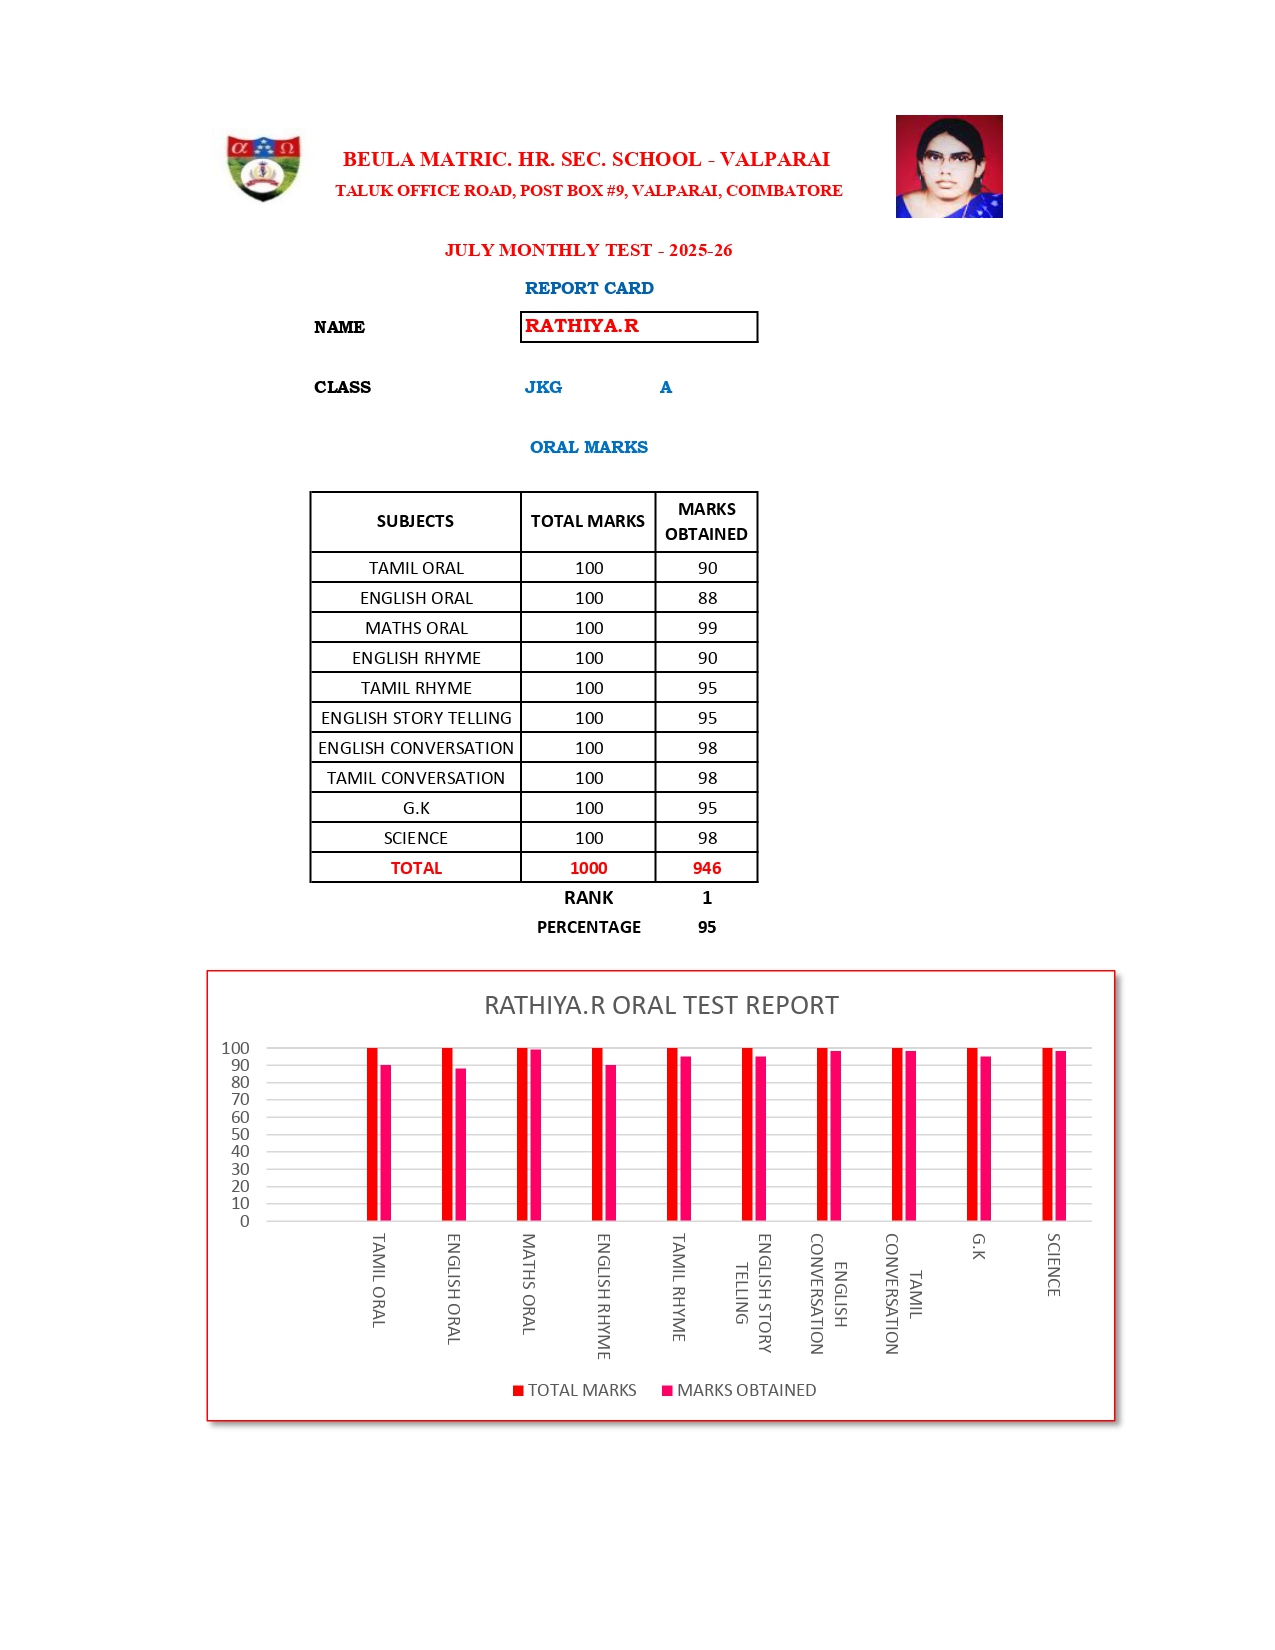 α Ω
BEULA MATRIC. HR. SEC. SCHOOL - VALPARAI
TALUK OFFICE ROAD, POST BOX #9, VALPARAI, COIMBATORE
JULY MONTHLY TEST - 2025-26
REPORT CARD
NAME RATHIYA.R
CLASS JKG A
ORAL MARKS
SUBJECTS TOTAL MARKS MARKS OBTAINED
TAMIL ORAL 100 90
ENGLISH ORAL 100 88
MATHS ORAL 100 99
ENGLISH RHYME 100 90
TAMIL RHYME 100 95
ENGLISH STORY TELLING 100 95
ENGLISH CONVERSATION 100 98
TAMIL CONVERSATION 100 98
G.K 100 95
SCIENCE 100 98
TOTAL 1000 946
RANK 1
PERCENTAGE 95
RATHIYA.R ORAL TEST REPORT
100
90
80
70
60
50
40
30
20
10
0
TAMIL ORAL
ENGLISH ORAL
MATHS ORAL
ENGLISH RHYME
TAMIL RHYME
ENGLISH STORY TELLING
ENGLISH CONVERSATION
TAMIL CONVERSATION
G.K
SCIENCE
TOTAL MARKS MARKS OBTAINED